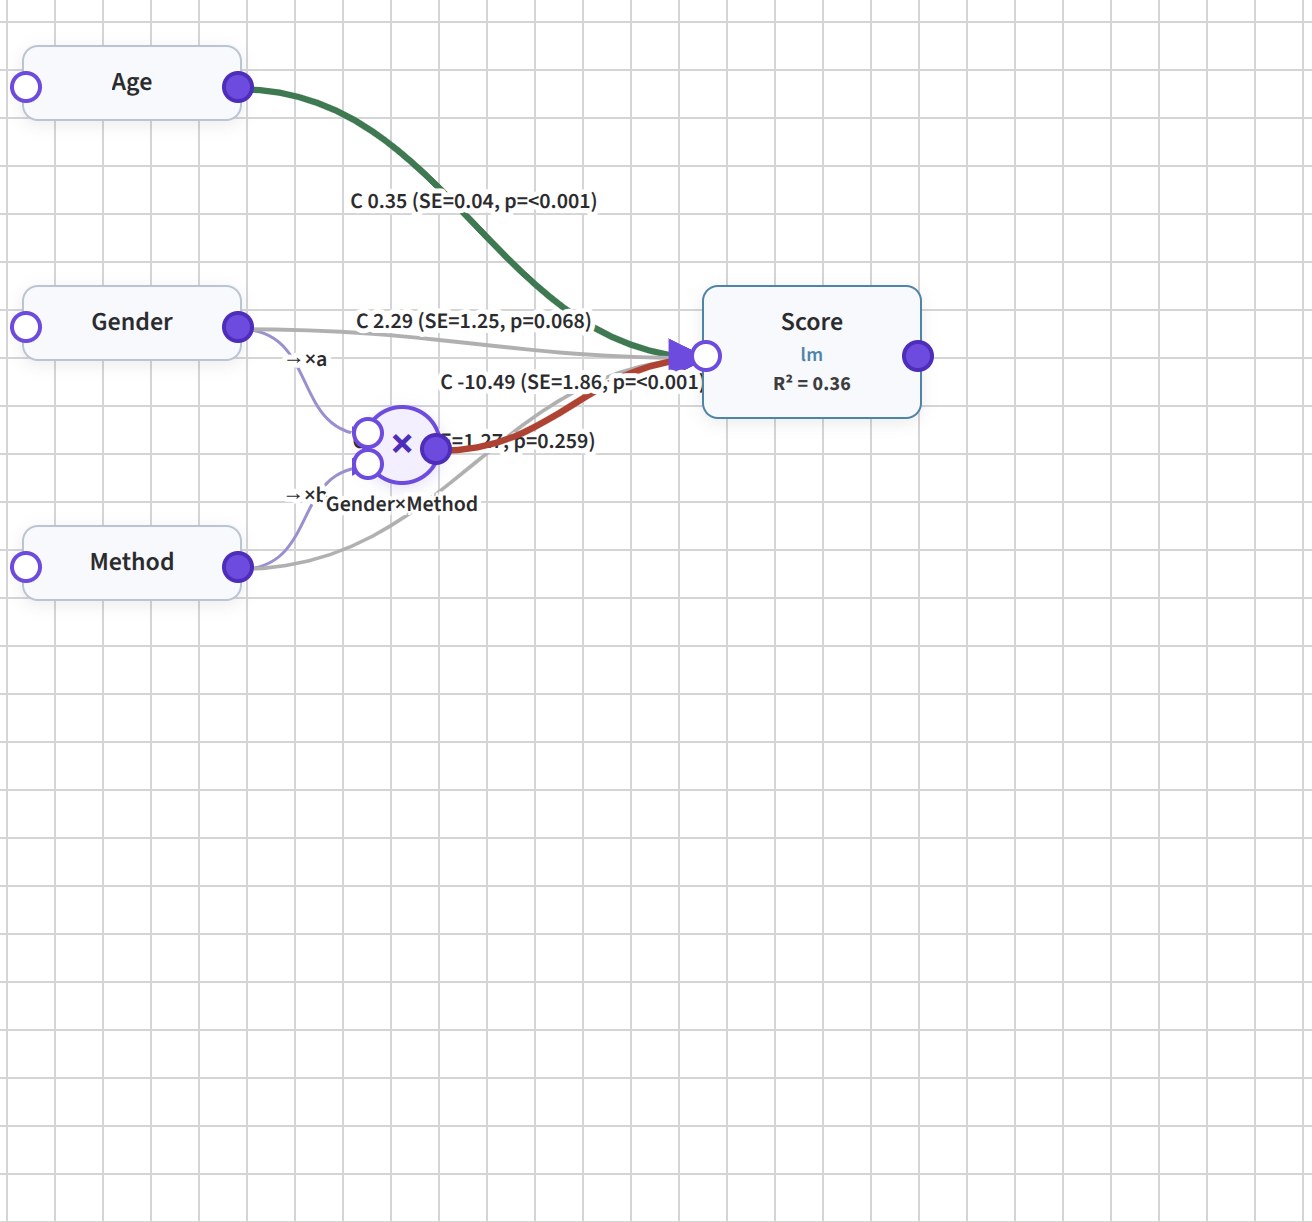 Age
C 0.35 (SE=0.04, p=<0.001)
Gender
C 2.29 (SE=1.25, p=0.068)
Score
lm
R² = 0.36
→×a
C -10.49 (SE=1.86, p=<0.001)
×
p=0.259)
→×b
Gender×Method
Method